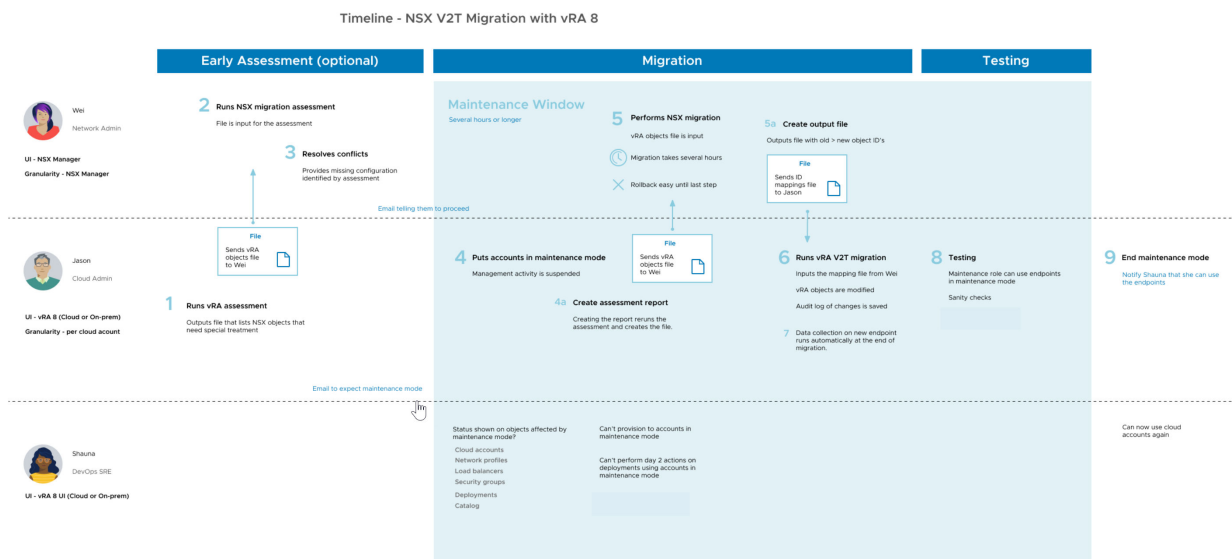 Timeline - NSX V2T Migration with vRA 8
Early Assessment (optional)
Migration
Testing
Wei
Network Admin
UI - NSX Manager
Granularity - NSX Manager
2 Runs NSX migration assessment
File is input for the assessment
3 Resolves conflicts
Provides missing configuration
identified by assessment
Maintenance Window
Several hours or longer
5 Performs NSX migration
vRA objects file is input
Migration takes several hours
Rollback easy until last step
5a Create output file
Outputs file with old > new object ID's
File
Sends ID
mappings file
to Jason
Email telling them to proceed
Jason
Cloud Admin
UI - vRA 8 (Cloud or On-prem)
Granularity - per cloud acount
File
Sends vRA
objects file
to Wei
1 Runs vRA assessment
Outputs file that lists NSX objects that
need special treatment
4 Puts accounts in maintenance mode
Management activity is suspended
File
Sends vRA
objects file
to Wei
4a Create assessment report
Creating the report reruns the
assessment and creates the file.
6 Runs vRA V2T migration
Inputs the mapping file from Wei
vRA objects are modified
Audit log of changes is saved
7 Data collection on new endpoint
runs automatically at the end of
migration.
8 Testing
Maintenance role can use endpoints
in maintenance mode
Sanity checks
9 End maintenance mode
Notify Shauna that she can use
the endpoints
Email to expect maintenance mode
Shauna
DevOps SRE
UI - vRA 8 UI (Cloud or On-prem)
Status shown on objects affected by
maintenance mode?
Cloud accounts
Network profiles
Load balancers
Security groups
Deployments
Catalog
Can't provision to accounts in
maintenance mode
Can't perform day 2 actions on
deployments using accounts in
maintenance mode
Can now use cloud
accounts again